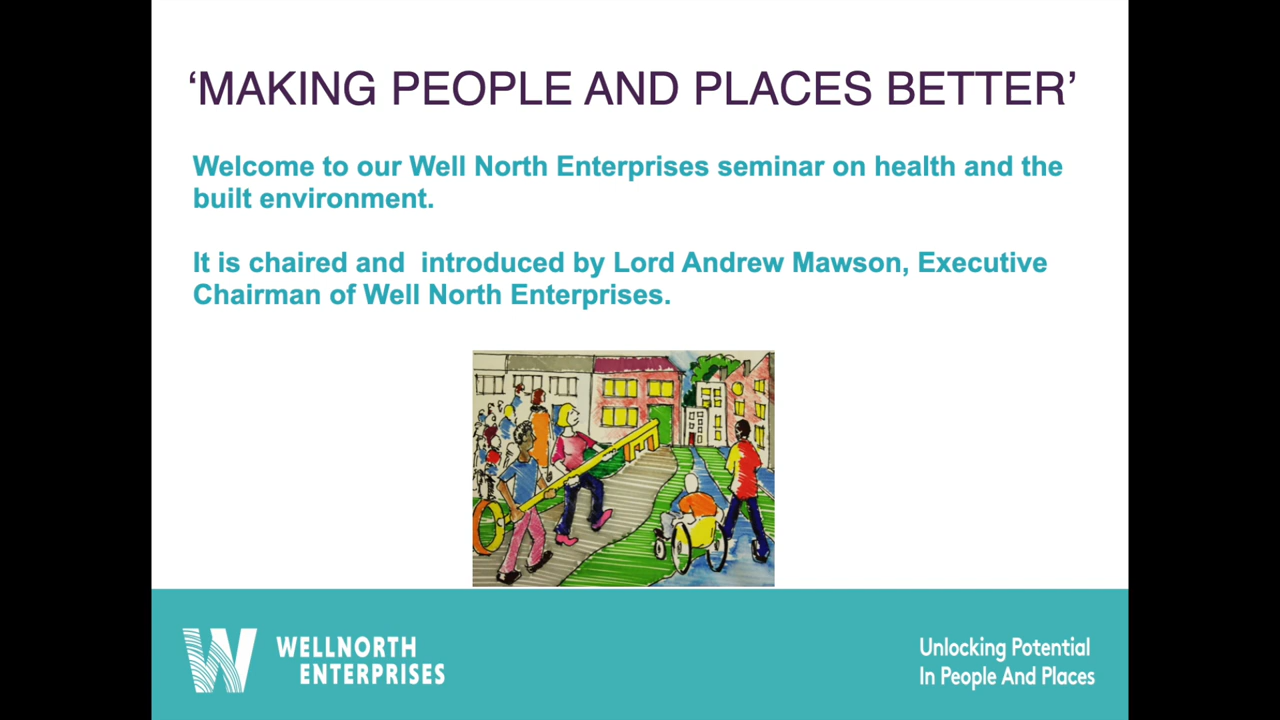 ‘MAKING PEOPLE AND PLACES BETTER’
Welcome to our Well North Enterprises seminar on health and the
built environment.
It is chaired and  introduced by Lord Andrew Mawson, Executive
Chairman of Well North Enterprises.
WELLNORTH
ENTERPRISES
Unlocking Potential
In People And Places